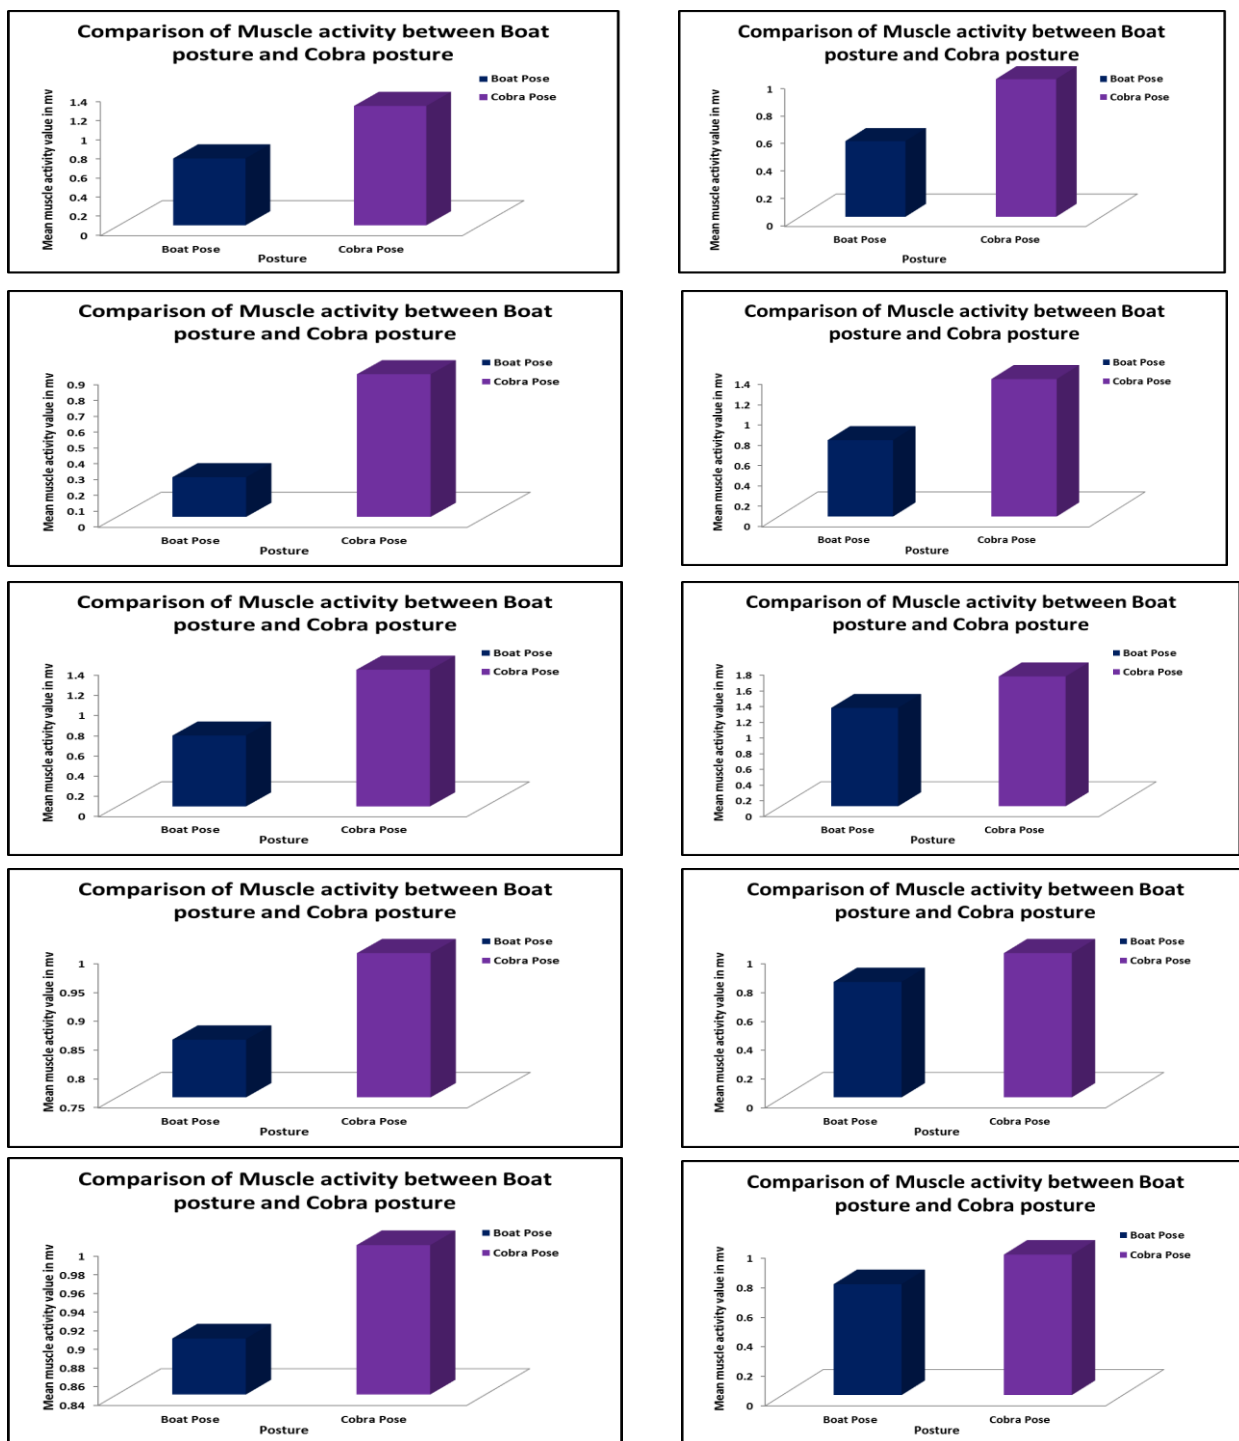 Comparison of Muscle activity between Boat
posture and Cobra posture
Boat Pose
Cobra Pose
Mean muscle activity value in mv
1.4
1.2
1
0.8
0.6
0.4
0.2
0
Boat Pose
Cobra Pose
Posture
Comparison of Muscle activity between Boat
posture and Cobra posture
Boat Pose
Cobra Pose
Mean muscle activity value in mv
1
0.8
0.6
0.4
0.2
0
Boat Pose
Cobra Pose
Posture
Comparison of Muscle activity between Boat
posture and Cobra posture
Boat Pose
Cobra Pose
Mean muscle activity value in mv
0.9
0.8
0.7
0.6
0.5
0.4
0.3
0.2
0.1
0
Boat Pose
Cobra Pose
Posture
Comparison of Muscle activity between Boat
posture and Cobra posture
Boat Pose
Cobra Pose
Mean muscle activity value in mv
1.4
1.2
1
0.8
0.6
0.4
0.2
0
Boat Pose
Cobra Pose
Posture
Comparison of Muscle activity between Boat
posture and Cobra posture
Boat Pose
Cobra Pose
Mean muscle activity value in mv
1.4
1.2
1
0.8
0.6
0.4
0.2
0
Boat Pose
Cobra Pose
Posture
Comparison of Muscle activity between Boat
posture and Cobra posture
Boat Pose
Cobra Pose
Mean muscle activity value in mv
1.8
1.6
1.4
1.2
1
0.8
0.6
0.4
0.2
0
Boat Pose
Cobra Pose
Posture
Comparison of Muscle activity between Boat
posture and Cobra posture
Boat Pose
Cobra Pose
Mean muscle activity value in mv
1
0.95
0.9
0.85
0.8
0.75
Boat Pose
Cobra Pose
Posture
Comparison of Muscle activity between Boat
posture and Cobra posture
Boat Pose
Cobra Pose
Mean muscle activity value in mv
1
0.8
0.6
0.4
0.2
0
Boat Pose
Cobra Pose
Posture
Comparison of Muscle activity between Boat
posture and Cobra posture
Boat Pose
Cobra Pose
Mean muscle activity value in mv
1
0.98
0.96
0.94
0.92
0.9
0.88
0.86
0.84
Boat Pose
Cobra Pose
Posture
Comparison of Muscle activity between Boat
posture and Cobra posture
Boat Pose
Cobra Pose
Mean muscle activity value in mv
1
0.8
0.6
0.4
0.2
0
Boat Pose
Cobra Pose
Posture